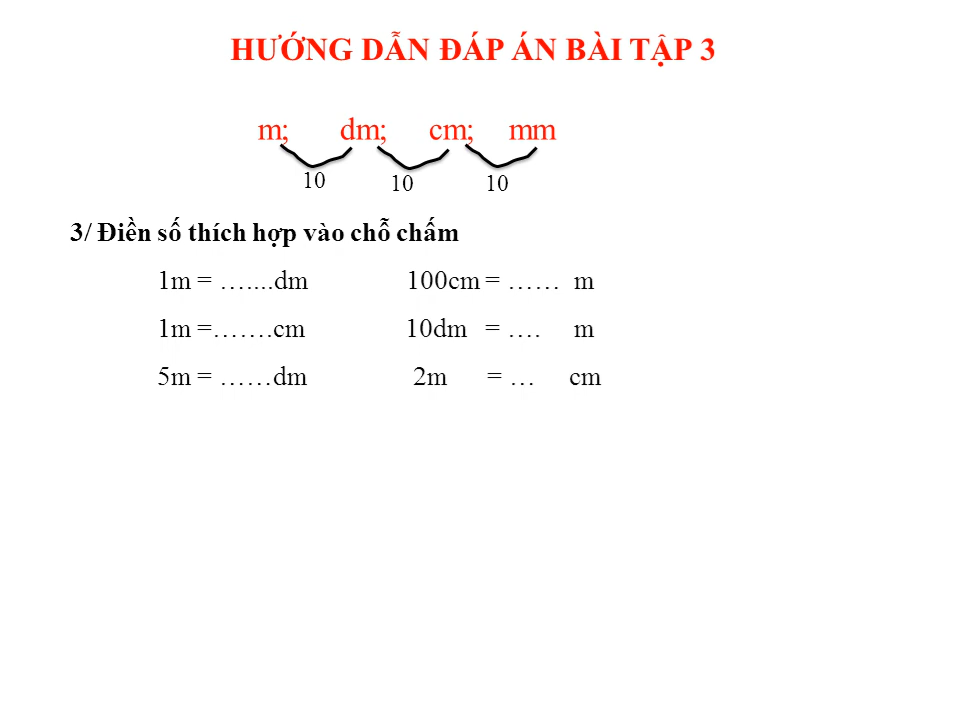 HƯỚNG DẪN ĐÁP ÁN BÀI TẬP 3
m; dm; cm; mm
10 10 10
3/ Điền số thích hợp vào chỗ chấm
1m = …....dm 100cm = …… m
1m =…….cm 10dm = …. m
5m = ……dm 2m = … cm